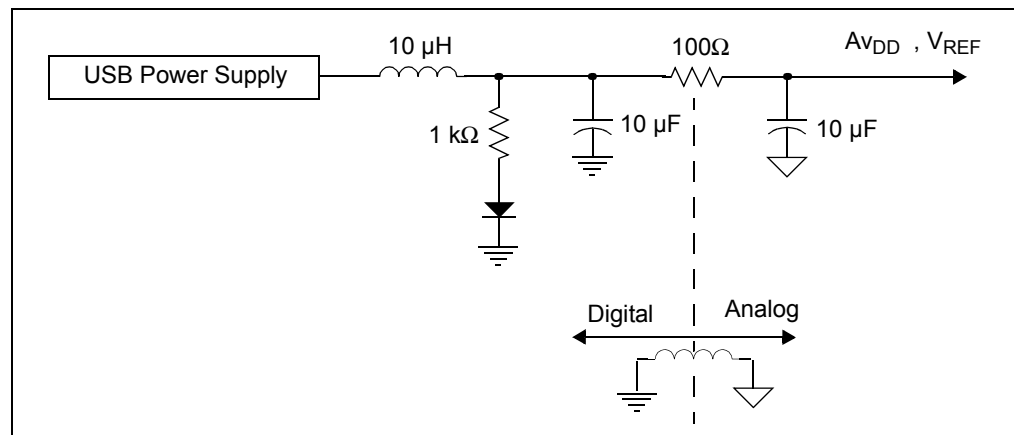 10 µH
100Ω
AvDD , VREF
USB Power Supply
1 kΩ
10 µF
10 µF
Digital
Analog